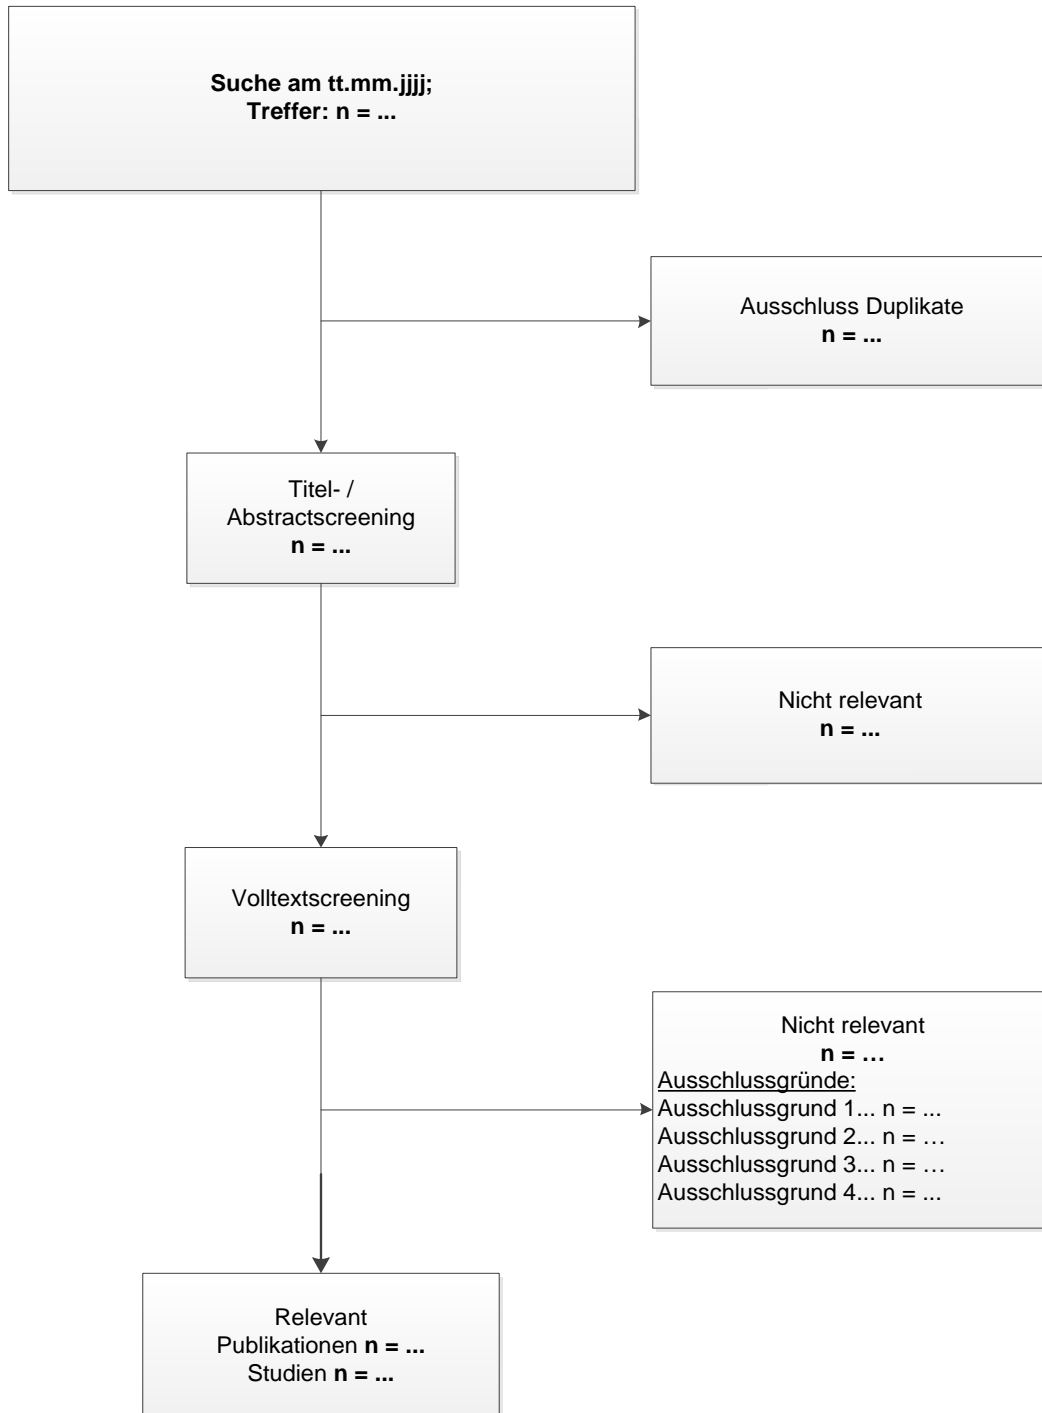 Suche am tt.mm.jjjj;
Treffer: n = ...
Ausschluss Duplikate
n = ...
Titel- /
Abstractscreening
n = ...
Nicht relevant
n = ...
Volltextscreening
n = ...
Nicht relevant
n = …
Ausschlussgründe:
Ausschlussgrund 1... n = ...
Ausschlussgrund 2... n = …
Ausschlussgrund 3... n = …
Ausschlussgrund 4... n = ...
Relevant
Publikationen n = ...
Studien n = ...